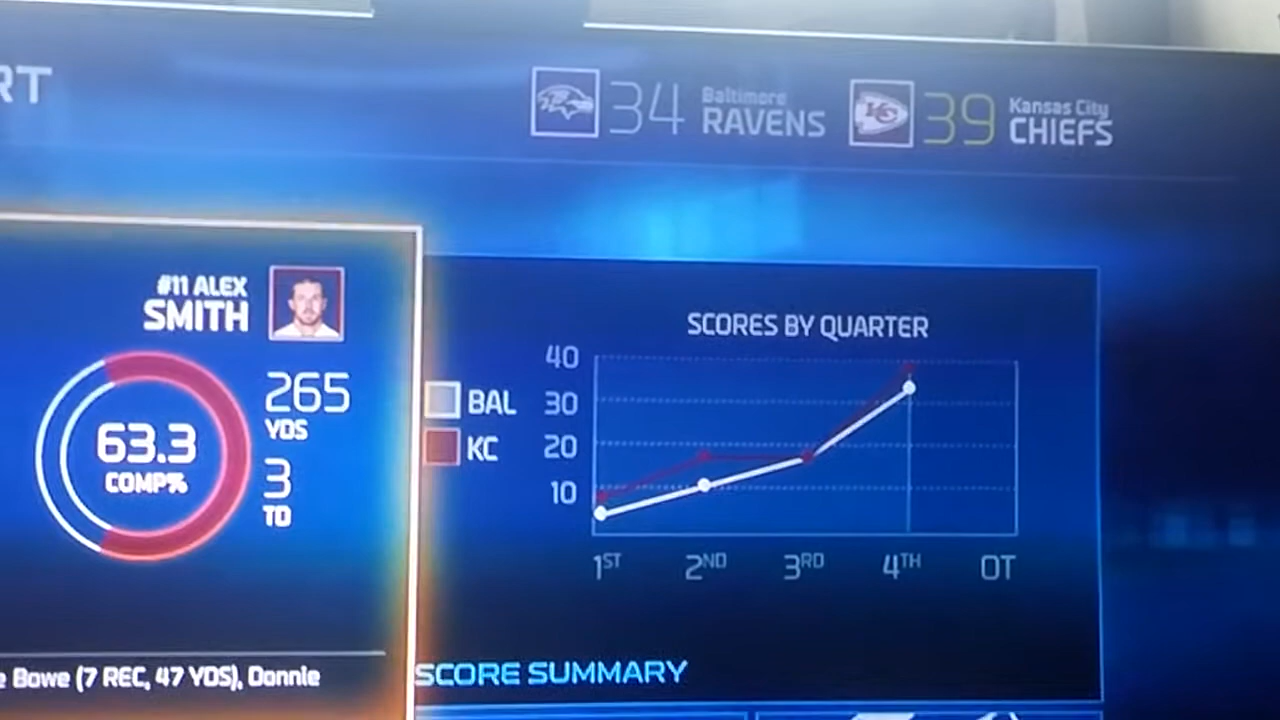 RT
34 Baltimore RAVENS
KC 39 Kansas City CHIEFS
#11 ALEX
SMITH
265
YDS
63.3
COMP%
3
TD
Bowe (7 REC, 47 YDS), Donnie
SCORES BY QUARTER
BAL
KC
40
30
20
10
1ST 2ND 3RD 4TH OT
SCORE SUMMARY